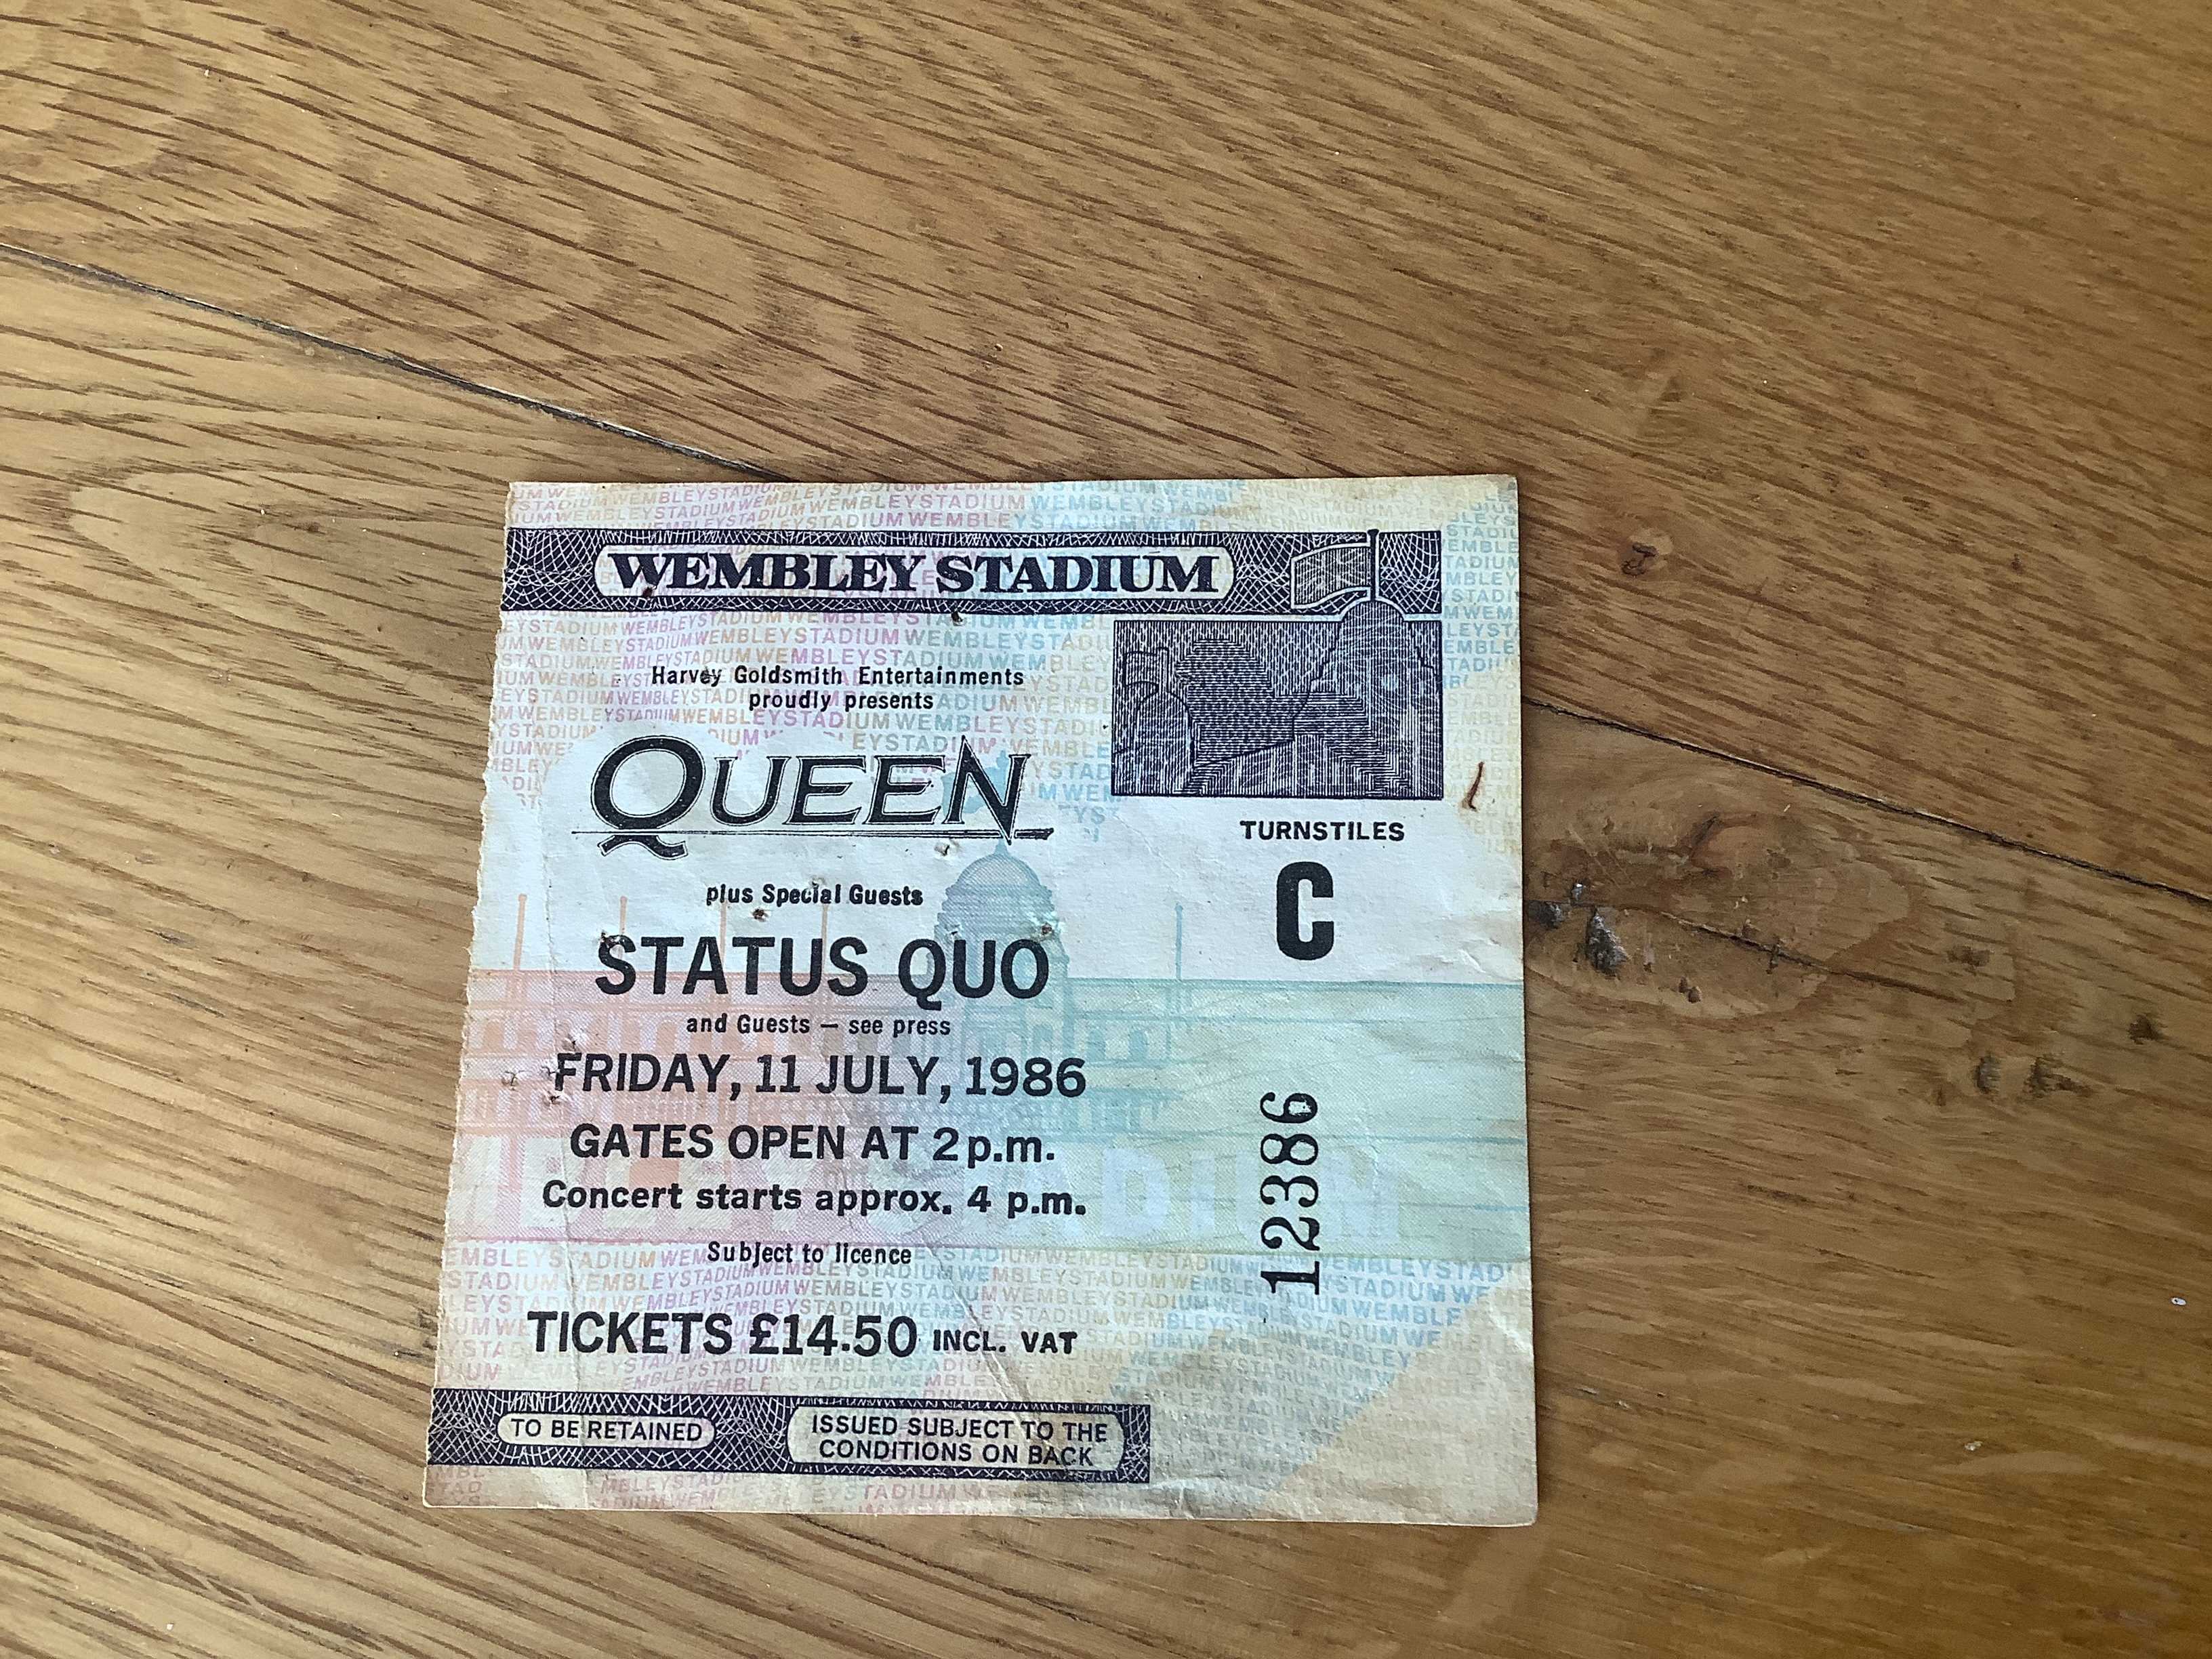 WEMBLEY STADIUM
Harvey Goldsmith Entertainments
proudly presents
QUEEN
plus Special Guests
STATUS QUO
and Guests – see press
FRIDAY, 11 JULY, 1986
GATES OPEN AT 2 p.m.
Concert starts approx. 4 p.m.
Subject to licence
TICKETS £14.50 INCL. VAT
TURNSTILES
C
12386
TO BE RETAINED
ISSUED SUBJECT TO THE
CONDITIONS ON BACK